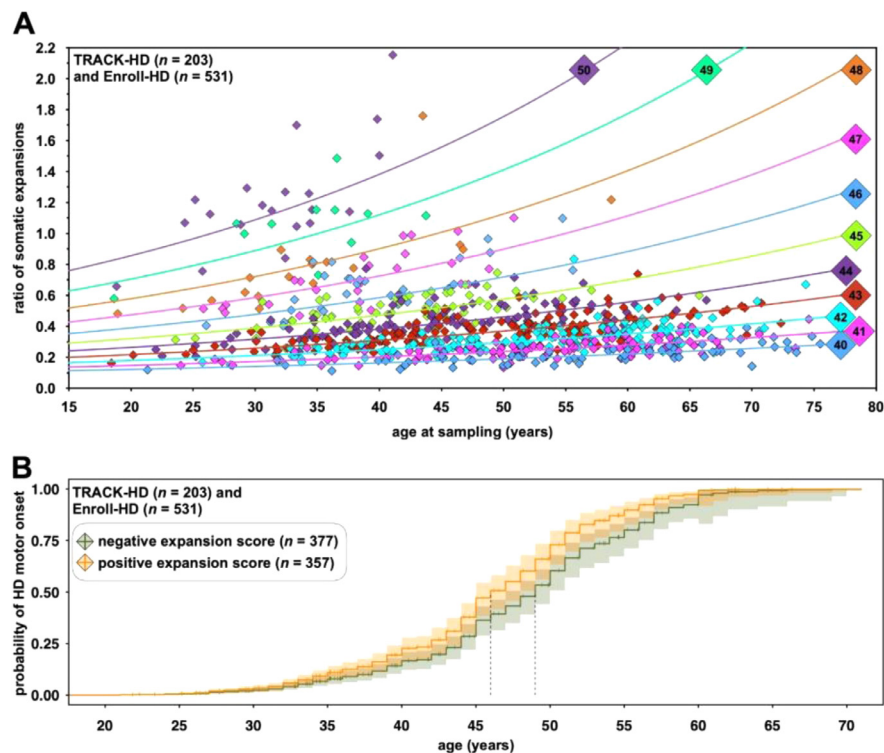 A
TRACK-HD (n = 203)
and Enroll-HD (n = 531)
ratio of somatic expansions
2.2
2.0
1.8
1.6
1.4
1.2
1.0
0.8
0.6
0.4
0.2
0.0
50
49
48
47
46
45
44
43
42
41
40
15 20 25 30 35 40 45 50 55 60 65 70 75 80
age at sampling (years)
B
TRACK-HD (n = 203) and
Enroll-HD (n = 531)
negative expansion score (n = 377)
positive expansion score (n = 357)
probability of HD motor onset
1.00
0.75
0.50
0.25
0.00
20 25 30 35 40 45 50 55 60 65 70
age (years)